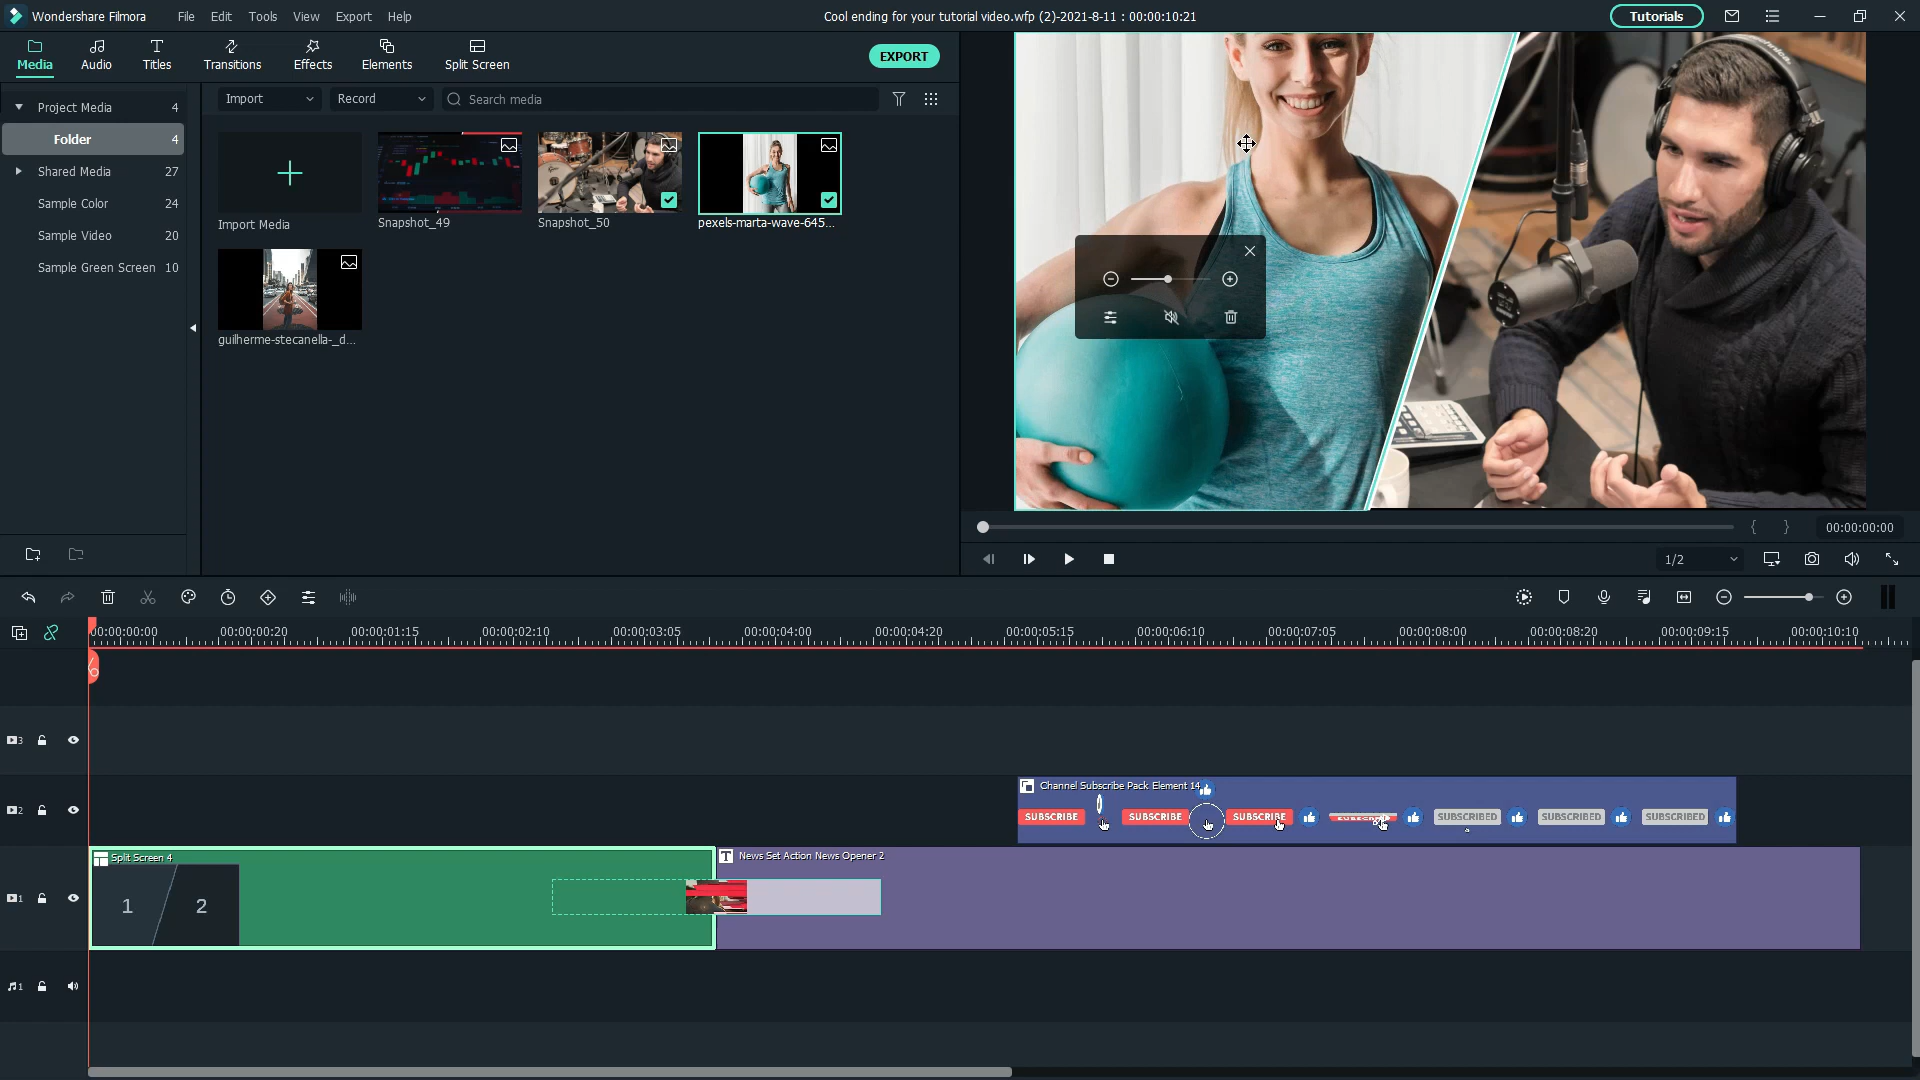 Wondershare Filmora
File
Edit
Tools
View
Export
Help
Cool ending for your tutorial video.wfp (2)-2021-8-11 : 00:00:10:21
Tutorials
Media
Audio
Titles
Transitions
Effects
Elements
Split Screen
EXPORT
Project Media 4
Folder 4
Shared Media 27
Sample Color 24
Sample Video 20
Sample Green Screen 10
Import
Record
Search media
Import Media
Snapshot_49
Snapshot_50
pexels-marta-wave-645...
guilherme-stecanella-_d...
{ }
00:00:00:00
1/2
00:00:00:00
00:00:00:20
00:00:01:15
00:00:02:10
00:00:03:05
00:00:04:00
00:00:04:20
00:00:05:15
00:00:06:10
00:00:07:05
00:00:08:00
00:00:08:20
00:00:09:15
00:00:10:10
3
2
Channel Subscribe Pack Element 14
SUBSCRIBE
SUBSCRIBE
SUBSCRIBE
SUBSCRIBED
SUBSCRIBED
SUBSCRIBED
1
Split Screen 4
1
2
T News Set Action News Opener 2
1